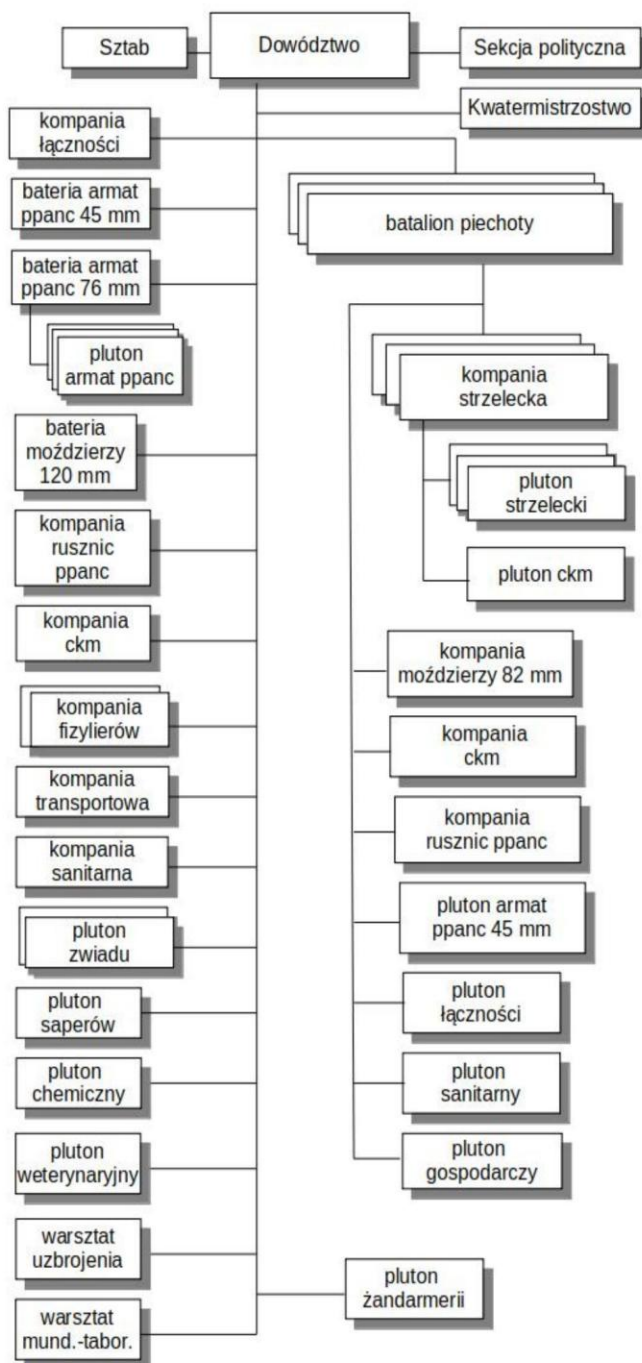 Sztab
Dowództwo
Sekcja polityczna
Kwatermistrzostwo
kompania
łączności
bateria armat
ppanc 45 mm
bateria armat
ppanc 76 mm
pluton
armat ppanc
bateria
moździerzy
120 mm
kompania
rusznic
ppanc
kompania
ckm
kompania
fizylierów
kompania
transportowa
kompania
sanitarna
pluton
zwiadu
pluton
saperów
pluton
chemiczny
pluton
weterynaryjny
warsztat
uzbrojenia
warsztat
mund.-tabor.
batalion piechoty
kompania
strzelecka
pluton
strzelecki
pluton ckm
kompania
moździerzy 82 mm
kompania
ckm
kompania
rusznic ppanc
pluton armat
ppanc 45 mm
pluton
łączności
pluton
sanitarny
pluton
gospodarczy
pluton
żandarmerii